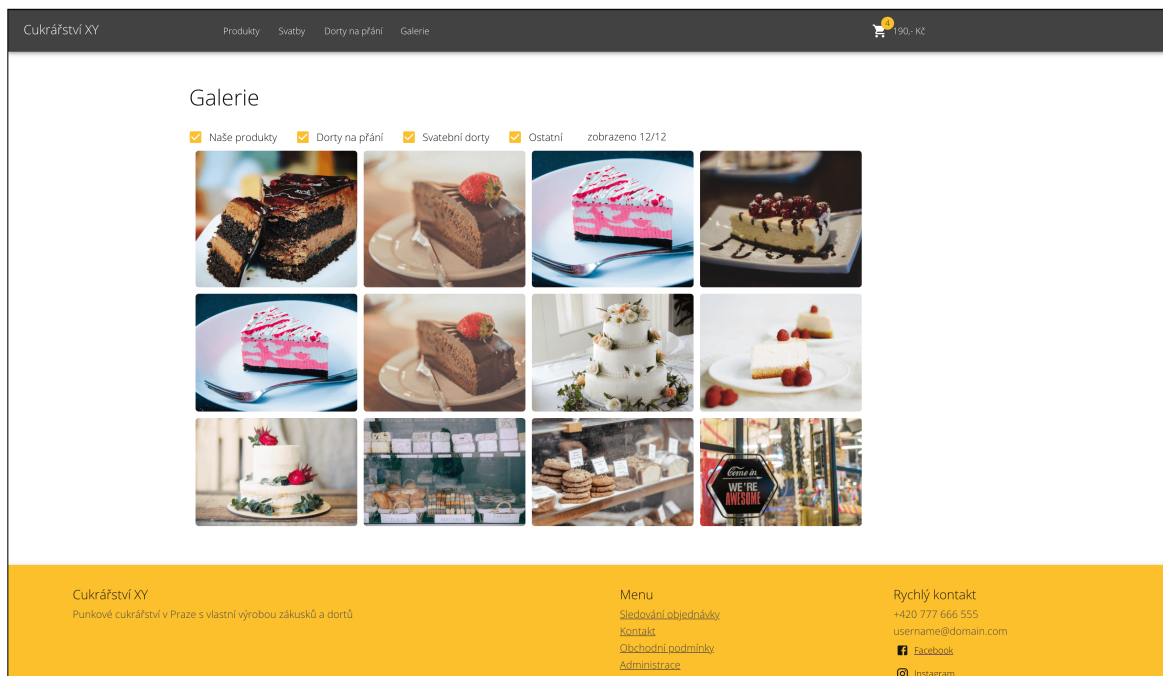 Cukrářství XY
Produkty
Svatby
Dorty na přání
Galerie
4
190,- Kč
Galerie
Naše produkty
Dorty na přání
Svatební dorty
Ostatní
zobrazeno 12/12
Come in
WE'RE
AWESOME
Cukrářství XY
Punkové cukrářství v Praze s vlastní výrobou zákusků a dortů
Menu
Sledování objednávky
Kontakt
Obchodní podmínky
Administrace
Rychlý kontakt
+420 777 666 555
username@domain.com
Facebook
Instagram